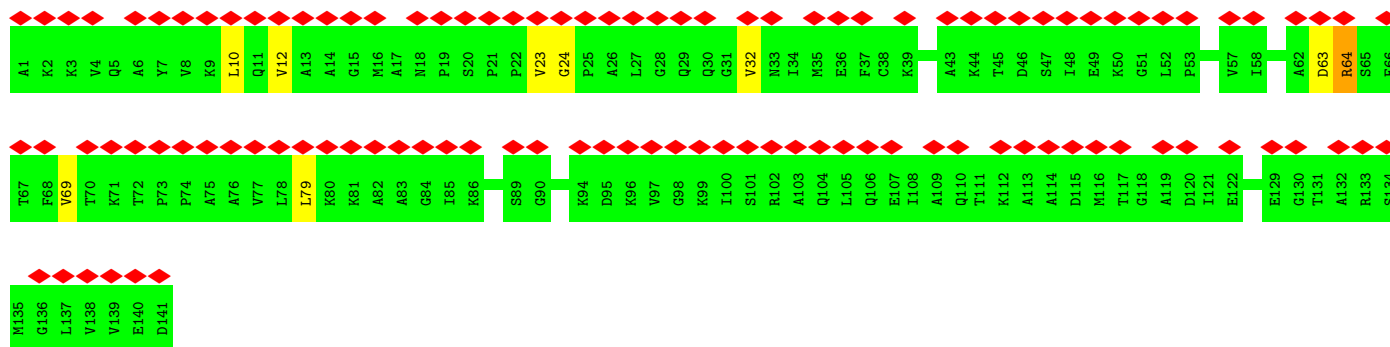 A1 K2 K3 V4 Q5 A6 Y7 V8 K9 L10 Q11 V12 A13 A14 G15 M16 A17 N18 P19 S20 P21 P22 V23 G24 P25 A26 L27 G28 Q29 Q30 G31 V32 N33 I34 M35 E36 F37 C38 K39 A43 K44 T45 D46 S47 I48 E49 K50 G51 L52 P53 V57 I58 A62 D63 R64 S65 F66
T67 F68 V69 T70 K71 T72 P73 P74 A75 A76 V77 L78 L79 K80 K81 A82 A83 G84 I85 K86 S89 G90 K94 D95 K96 V97 G98 K99 I100 S101 R102 A103 Q104 L105 Q106 E107 I108 A109 Q110 T111 K112 A113 A114 D115 M116 T117 G118 A119 D120 I121 E122 E129 G130 T131 A132 R133 S134
M135 G136 L137 V138 V139 E140 D141